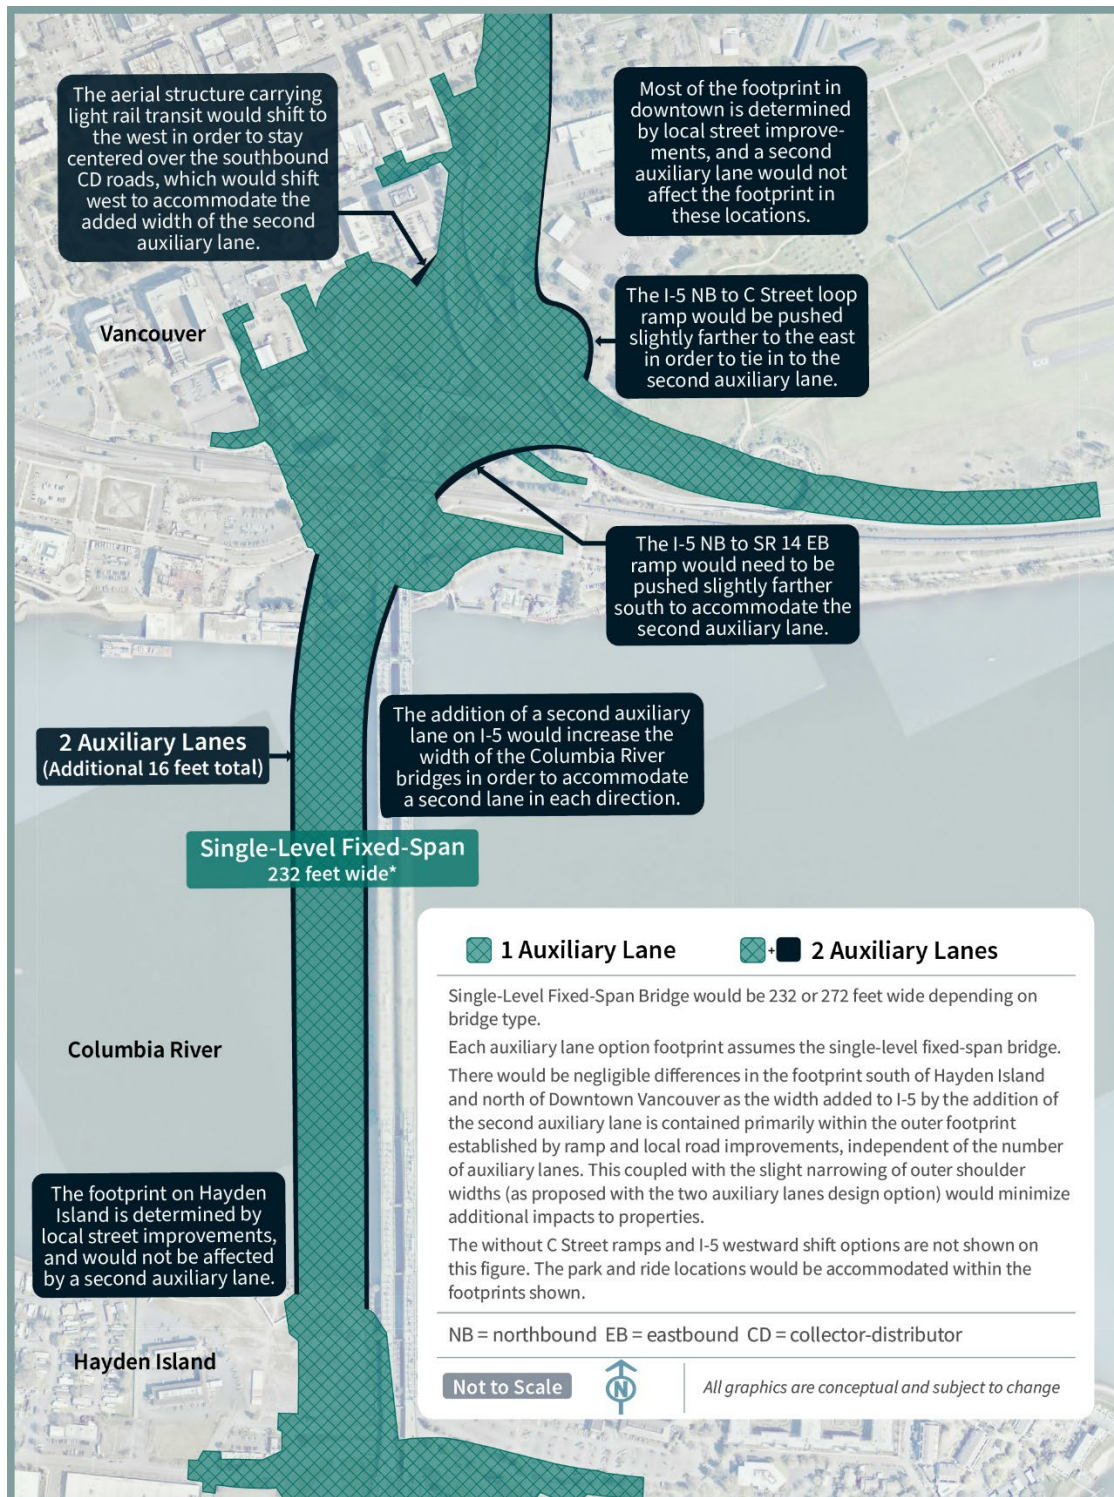 The aerial structure carrying
light rail transit would shift to
the west in order to stay
centered over the southbound
CD roads, which would shift
west to accommodate the
added width of the second
auxiliary lane.
Most of the footprint in
downtown is determined
by local street improve-
ments, and a second
auxiliary lane would not
affect the footprint in
these locations.
The I-5 NB to C Street loop
ramp would be pushed
slightly farther to the east
in order to tie in to the
second auxiliary lane.
Vancouver
The I-5 NB to SR 14 EB
ramp would need to be
pushed slightly farther
south to accommodate the
second auxiliary lane.
2 Auxiliary Lanes
(Additional 16 feet total)
The addition of a second auxiliary
lane on I-5 would increase the
width of the Columbia River
bridges in order to accommodate
a second lane in each direction.
Single-Level Fixed-Span
232 feet wide*
Columbia River
The footprint on Hayden
Island is determined by
local street improvements,
and would not be affected
by a second auxiliary lane.
Hayden Island
1 Auxiliary Lane + 2 Auxiliary Lanes
Single-Level Fixed-Span Bridge would be 232 or 272 feet wide depending on
bridge type.
Each auxiliary lane option footprint assumes the single-level fixed-span bridge.
There would be negligible differences in the footprint south of Hayden Island
and north of Downtown Vancouver as the width added to I-5 by the addition of
the second auxiliary lane is contained primarily within the outer footprint
established by ramp and local road improvements, independent of the number
of auxiliary lanes. This coupled with the slight narrowing of outer shoulder
widths (as proposed with the two auxiliary lanes design option) would minimize
additional impacts to properties.
The without C Street ramps and I-5 westward shift options are not shown on
this figure. The park and ride locations would be accommodated within the
footprints shown.
NB = northbound EB = eastbound CD = collector-distributor
Not to Scale N All graphics are conceptual and subject to change